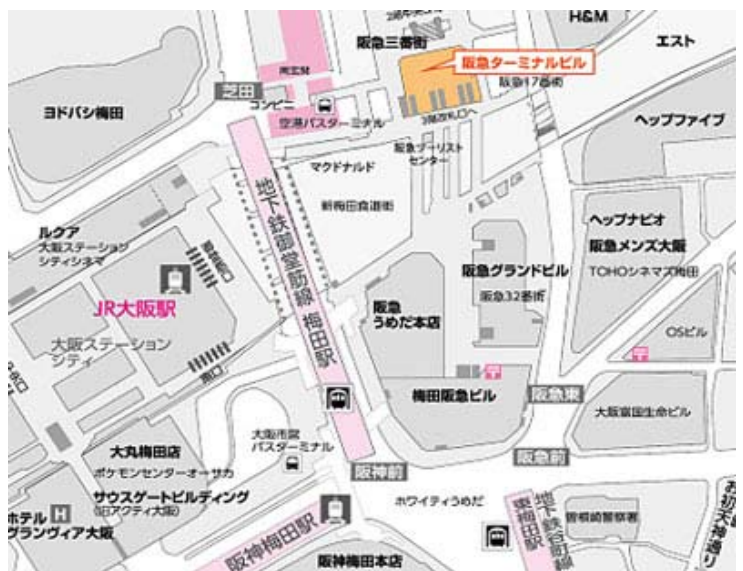 H&M
阪急三番街
阪急ターミナルビル
エスト
阪急17番街
ヨドバシ梅田
芝田
コンビニ
空港バスターミナル
3階改札口へ
ヘップファイブ
阪急ツーリスト
センター
マクドナルド
新梅田食道街
地下鉄御堂筋線 梅田駅
ルクア
大阪ステーション
シティシネマ
ヘップナビオ
阪急メンズ大阪
TOHOシネマズ梅田
阪急グランドビル
阪急32番街
JR大阪駅
阪急
うめだ本店
OSビル
大阪ステーション
シティ
南口
梅田阪急ビル
阪急東
大阪富国生命ビル
大丸梅田店
ポケモンセンターオーサカ
大阪市営
バスターミナル
阪神前
阪急前
サウスゲートビルディング
(旧アクティ大阪)
ホワイティうめだ
ホテル
グランヴィア大阪
阪神梅田駅
阪神梅田本店
地下鉄谷町線
東梅田駅
曽根崎警察署
お初天神通り